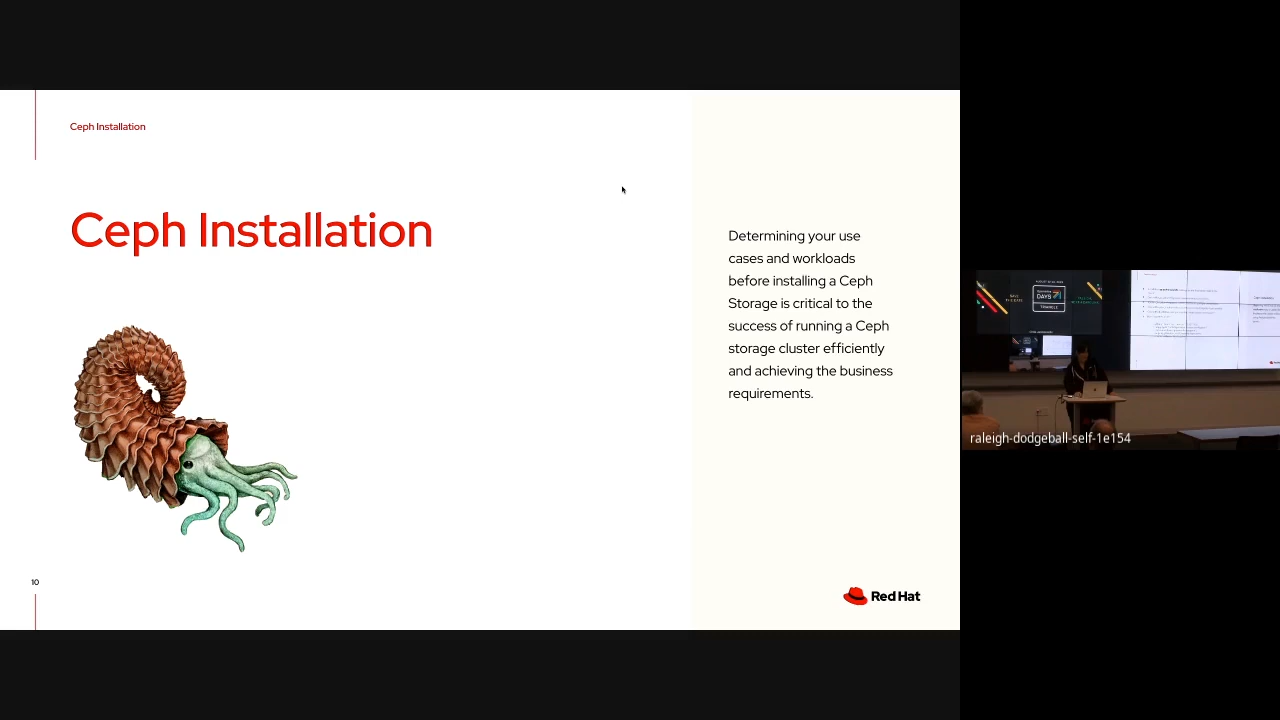 Ceph Installation
Ceph Installation
Determining your use
cases and workloads
before installing a Ceph
Storage is critical to the
success of running a Ceph
storage cluster efficiently
and achieving the business
requirements.
10
Red Hat
DAYS
raleigh-dodgeball-self-1e154